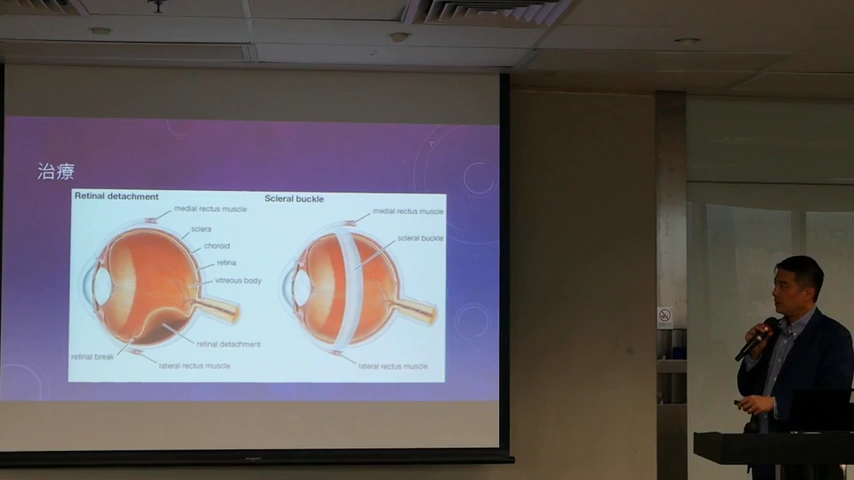 治療
Retinal detachment
medial rectus muscle
sclera
choroid
retina
vitreous body
retinal detachment
retinal break
lateral rectus muscle
Scleral buckle
medial rectus muscle
scleral buckle
lateral rectus muscle